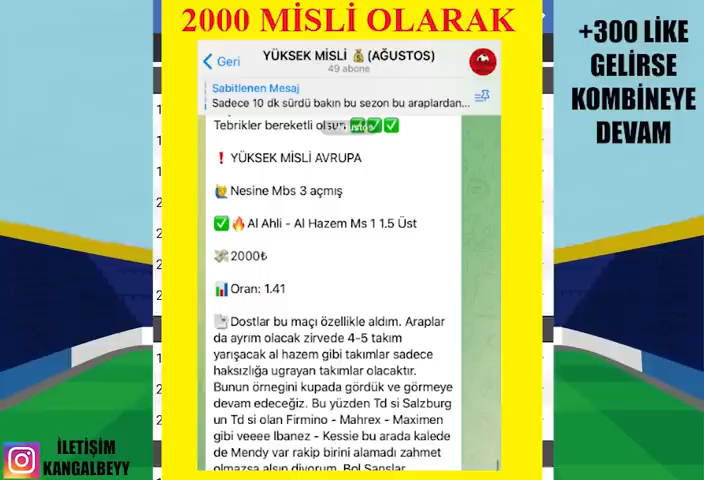 2000 MİSLİ OLARAK
+300 LİKE
GELİRSE
KOMBİNEYE
DEVAM
Geri
YÜKSEK MİSLİ 💰(AĞUSTOS)
49 abone
Sabitlenen Mesaj
Sadece 10 dk sürdü bakın bu sezon bu araplardan...
Tebrikler bereketli olsun ✅✅✅
❗ YÜKSEK MİSLİ AVRUPA
Nesine Mbs 3 açmış
✅🔥Al Ahli - Al Hazem Ms 1 1.5 Üst
💸2000₺
📊Oran: 1.41
📝Dostlar bu maçı özellikle aldım. Araplar
da ayrım olacak zirvede 4-5 takım
yarışacak al hazem gibi takımlar sadece
haksızlığa ugrayan takımlar olacaktır.
Bunun örnegini kupada gördük ve görmeye
devam edeceğiz. Bu yüzden Td si Salzburg
un Td si olan Firmino - Mahrex - Maximen
gibi veeee Ibanez - Kessie bu arada kalede
de Mendy var rakip birini alamadı zahmet
olmazsa alsın diyorum. Bol Şanslar
İLETİŞİM
KANGALBEYY